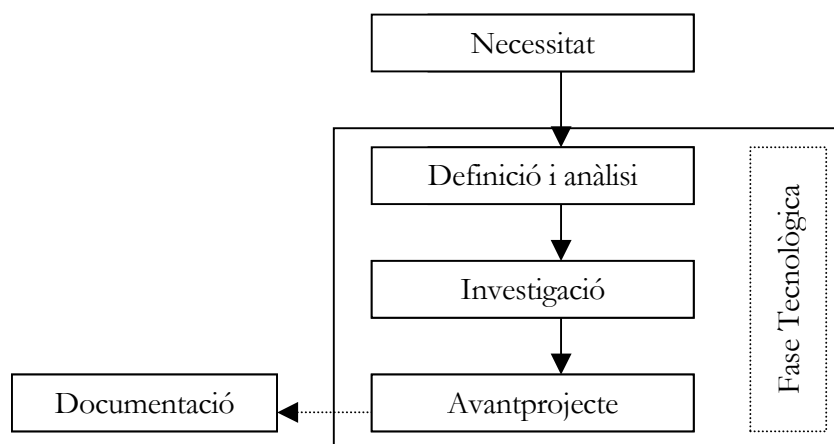 Necessitat
Definició i anàlisi
Investigació
Fase Tecnològica
Documentació
Avantprojecte